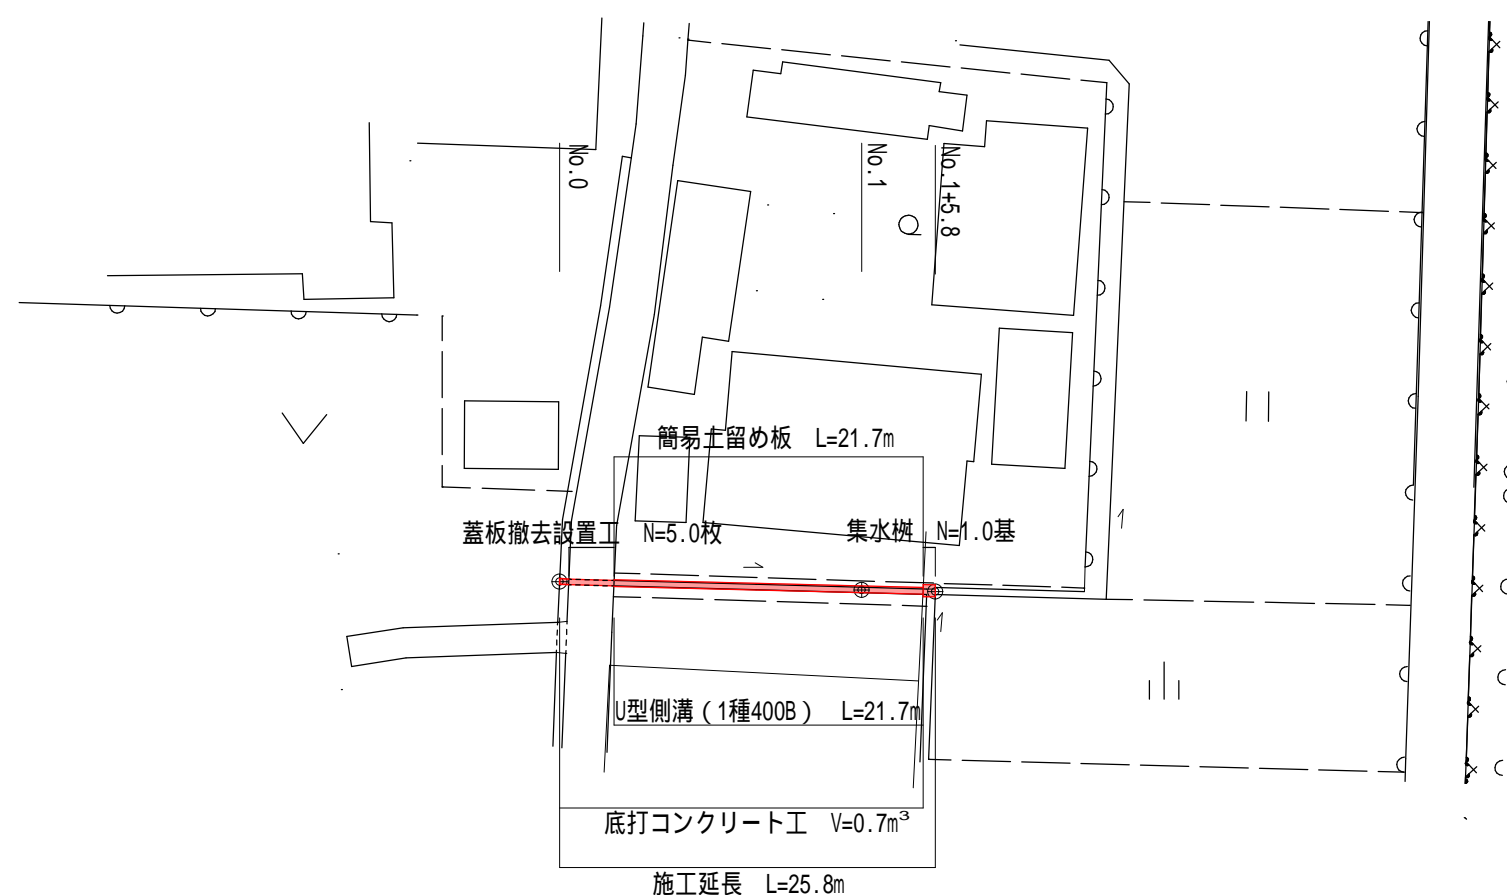 No.0
No.1
No.1+5.8
簡易土留め板　L=21.7m
蓋板撤去設置工　N=5.0枚
集水桝　N=1.0基
U型側溝（1種400B）　L=21.7m
底打コンクリート工　V=0.7m³
施工延長　L=25.8m